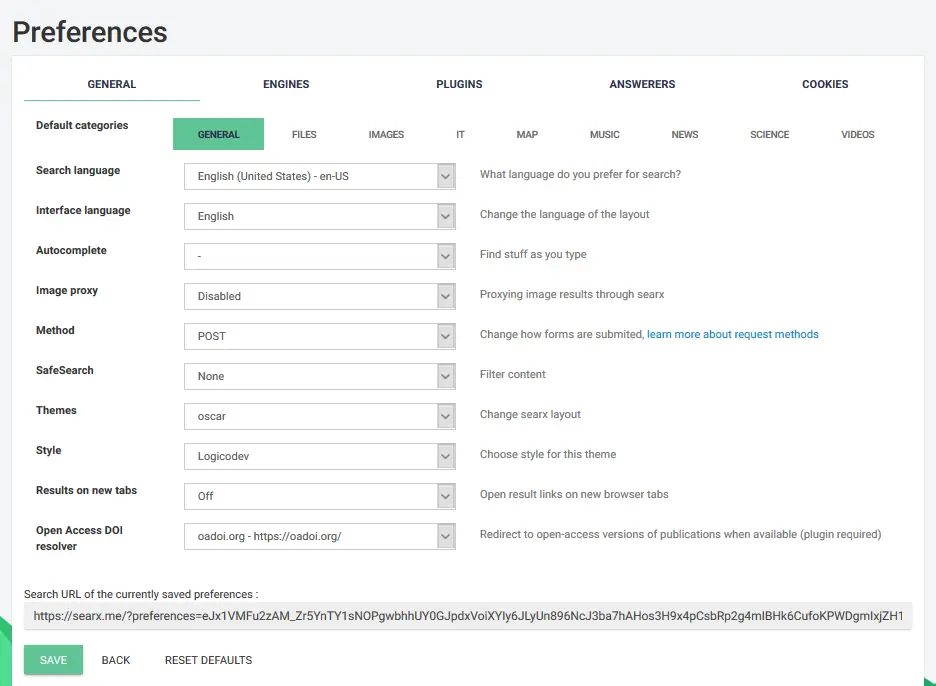 Preferences
GENERAL ENGINES PLUGINS ANSWERERS COOKIES
Default categories GENERAL FILES IMAGES IT MAP MUSIC NEWS SCIENCE VIDEOS
Search language English (United States) - en-US What language do you prefer for search?
Interface language English Change the language of the layout
Autocomplete - Find stuff as you type
Image proxy Disabled Proxying image results through searx
Method POST Change how forms are submited, learn more about request methods
SafeSearch None Filter content
Themes oscar Change searx layout
Style Logicodev Choose style for this theme
Results on new tabs Off Open result links on new browser tabs
Open Access DOI resolver oadoi.org - https://oadoi.org/ Redirect to open-access versions of publications when available (plugin required)
Search URL of the currently saved preferences :
https://searx.me/?preferences=eJx1VMFu2zAM_Zr5YnTY1sNOPgwbhhUY0GJpdxVoiXYIy6JLyUn896NcJ3ba7hAHos3H9x4pCsbRp2g4mIBHk6CufoKPWDgmIxjZH1
SAVE BACK RESET DEFAULTS